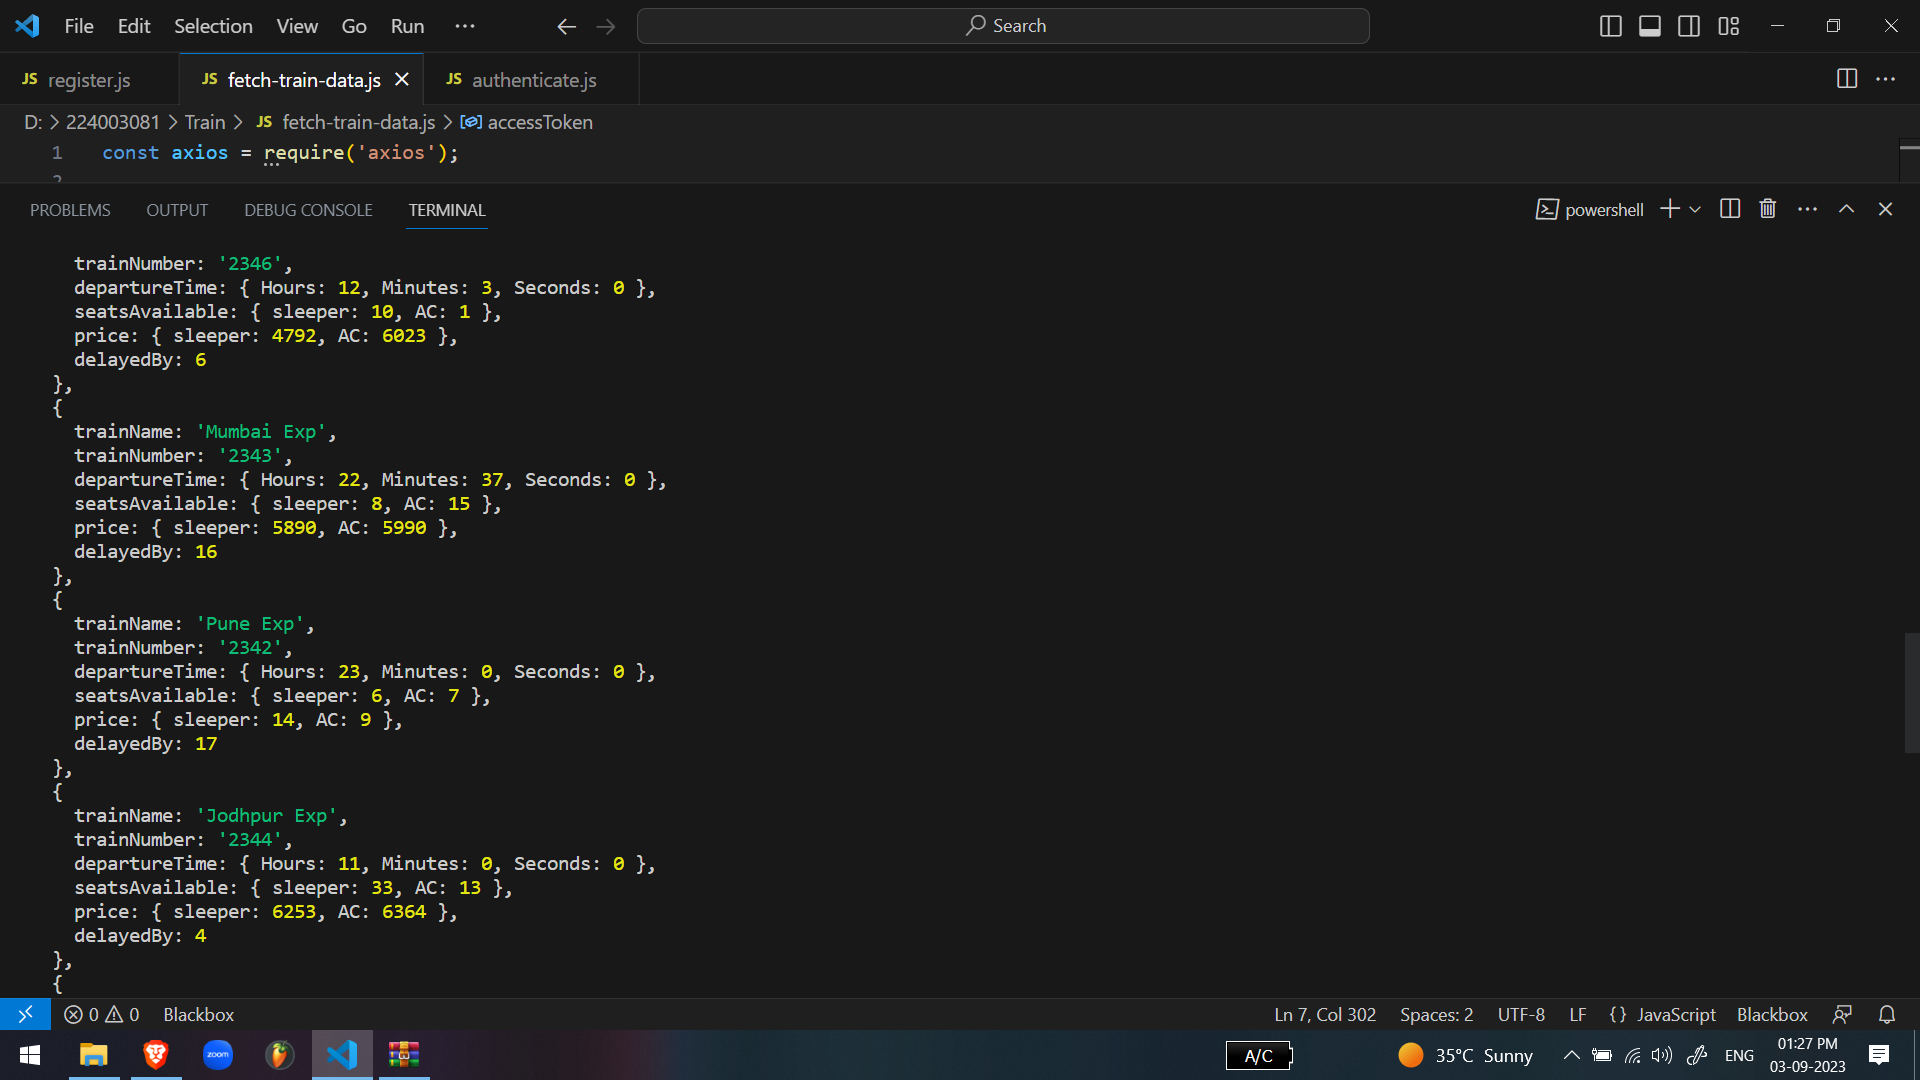 File Edit Selection View Go Run ···
Search
JS register.js
JS fetch-train-data.js
JS authenticate.js
D: > 224003081 > Train > JS fetch-train-data.js > accessToken
1 const axios = require('axios');
2
PROBLEMS OUTPUT DEBUG CONSOLE TERMINAL
powershell
trainNumber: '2346',
departureTime: { Hours: 12, Minutes: 3, Seconds: 0 },
seatsAvailable: { sleeper: 10, AC: 1 },
price: { sleeper: 4792, AC: 6023 },
delayedBy: 6
},
{
trainName: 'Mumbai Exp',
trainNumber: '2343',
departureTime: { Hours: 22, Minutes: 37, Seconds: 0 },
seatsAvailable: { sleeper: 8, AC: 15 },
price: { sleeper: 5890, AC: 5990 },
delayedBy: 16
},
{
trainName: 'Pune Exp',
trainNumber: '2342',
departureTime: { Hours: 23, Minutes: 0, Seconds: 0 },
seatsAvailable: { sleeper: 6, AC: 7 },
price: { sleeper: 14, AC: 9 },
delayedBy: 17
},
{
trainName: 'Jodhpur Exp',
trainNumber: '2344',
departureTime: { Hours: 11, Minutes: 0, Seconds: 0 },
seatsAvailable: { sleeper: 33, AC: 13 },
price: { sleeper: 6253, AC: 6364 },
delayedBy: 4
},
{
0 0 Blackbox
Ln 7, Col 302 Spaces: 2 UTF-8 LF {} JavaScript Blackbox
zoom
A/C
35°C Sunny
ENG
01:27 PM
03-09-2023